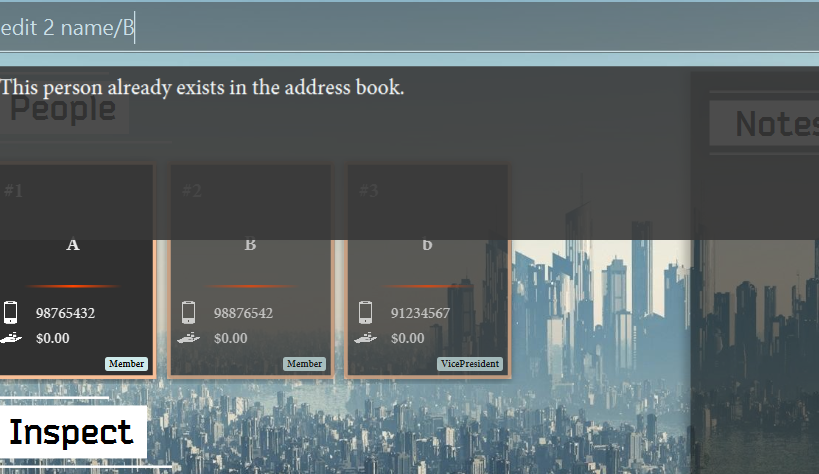 edit 2 name/B
This person already exists in the address book.
People
Notes
#1
#2
#3
A
B
b
98765432
98876542
91234567
$0.00
$0.00
$0.00
Member
Member
VicePresident
Inspect